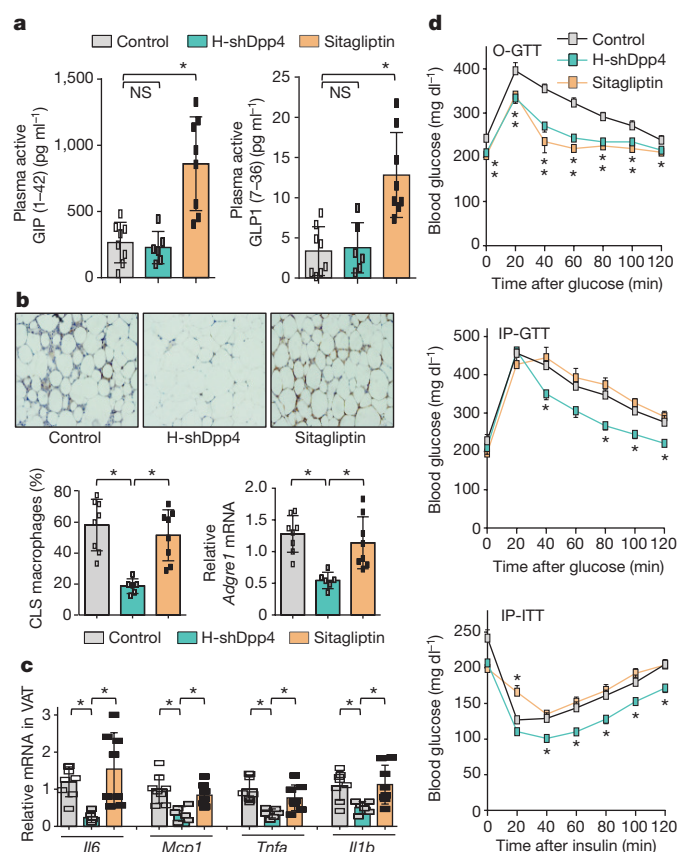 a
Control H-shDpp4 Sitagliptin
Plasma active
GIP (1–42) (pg ml–1)
1,500
1,000
500
0
NS
*
Plasma active
GLP1 (7–36) (pg ml–1)
25
20
15
10
5
0
NS
*
b
Control H-shDpp4 Sitagliptin
CLS macrophages (%)
80
60
40
20
0
* *
Relative
Adgre1 mRNA
2.0
1.5
1.0
0.5
0
* *
Control H-shDpp4 Sitagliptin
c
Relative mRNA in VAT
3
2
1
0
* * * * * * * *
Il6 Mcp1 Tnfa Il1b
d
O-GTT
Control
H-shDpp4
Sitagliptin
Blood glucose (mg dl–1)
400
300
200
100
0
* * * * * * *
* * * * * *
0 20 40 60 80 100 120
Time after glucose (min)
IP-GTT
Blood glucose (mg dl–1)
500
400
300
200
100
0
* * * *
0 20 40 60 80 100 120
Time after glucose (min)
IP-ITT
Blood glucose (mg dl–1)
250
200
150
100
50
0
*
* * * * *
0 20 40 60 80 100 120
Time after insulin (min)